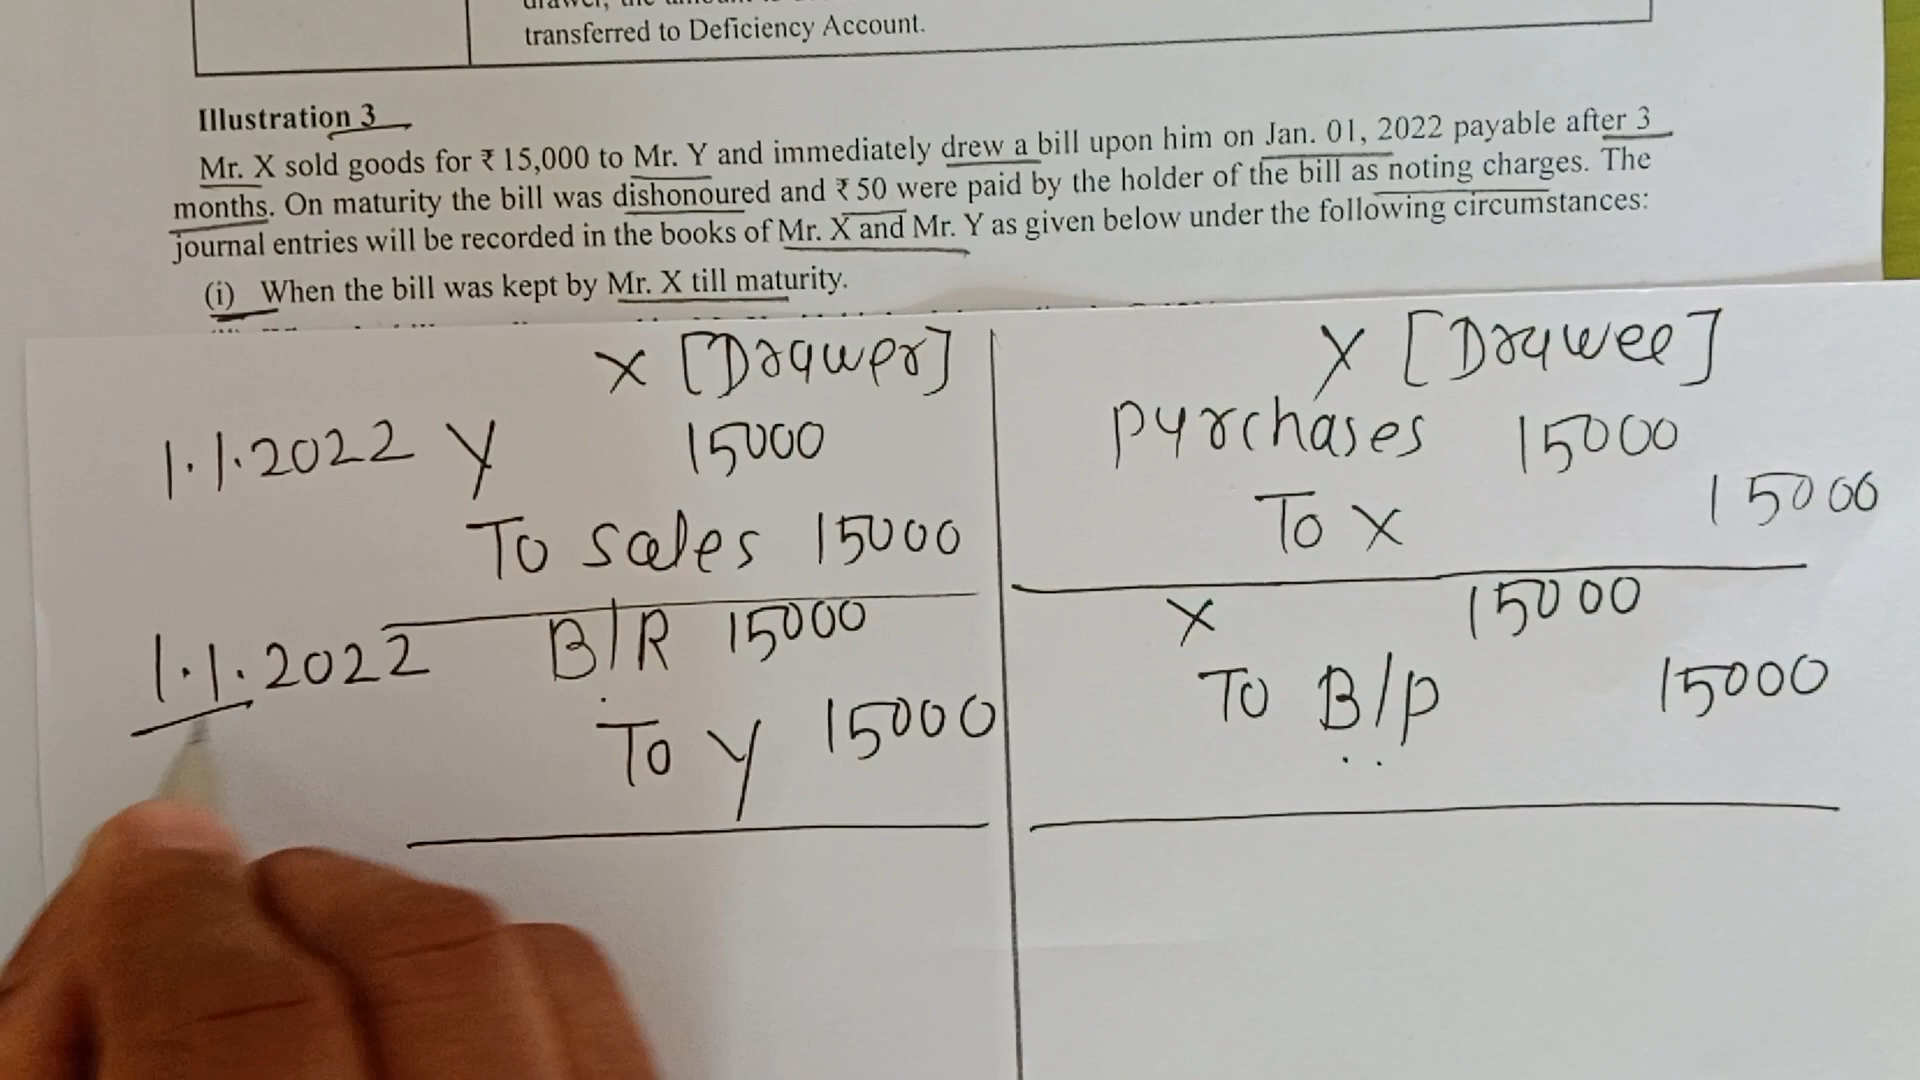 transferred to Deficiency Account.
Illustration 3
Mr. X sold goods for ₹ 15,000 to Mr. Y and immediately drew a bill upon him on Jan. 01, 2022 payable after 3
months. On maturity the bill was dishonoured and ₹ 50 were paid by the holder of the bill as noting charges. The
journal entries will be recorded in the books of Mr. X and Mr. Y as given below under the following circumstances:
(i) When the bill was kept by Mr. X till maturity.
X [Drawer]
1.1.2022 Y 15000
To sales 15000
1.1.2022 B/R 15000
To Y 15000
Y [Drawee]
purchases 15000
To X 15000
X 15000
To B/P 15000